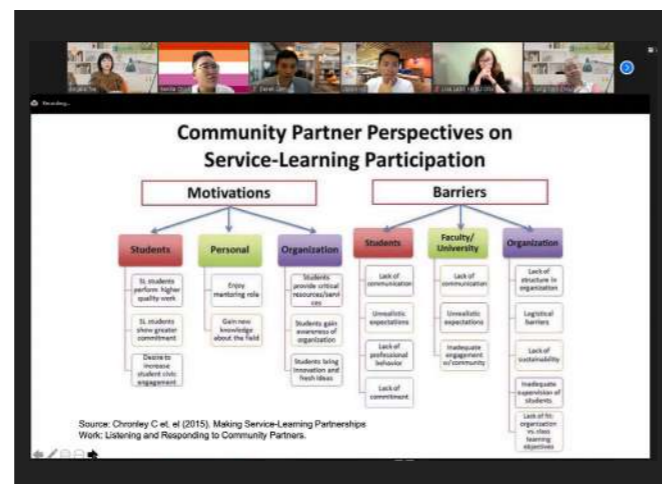 Recording...
Community Partner Perspectives on
Service-Learning Participation
Motivations
Barriers
Students
Personal
Organization
Students
Faculty/
University
Organization
SL students
perform higher
quality work
SL students
show greater
commitment
Desire to
increase
student civic
engagement
Enjoy
mentoring role
Gain new
knowledge
about the field
Students
provide critical
resources/servi
ces
Students gain
awareness of
organization
Students bring
innovation and
fresh ideas
Lack of
communication
Unrealistic
expectations
Lack of
professional
behavior
Lack of
commitment
Lack of
communication
Unrealistic
expectations
Inadequate
engagement
w/community
Lack of
structure in
organization
Logistical
barriers
Lack of
sustainability
Inadequate
supervision of
students
Lack of fit:
organization
vs. class
learning
objectives
Source: Chronley C et. el (2015). Making Service-Learning Partnerships
Work: Listening and Responding to Community Partners.